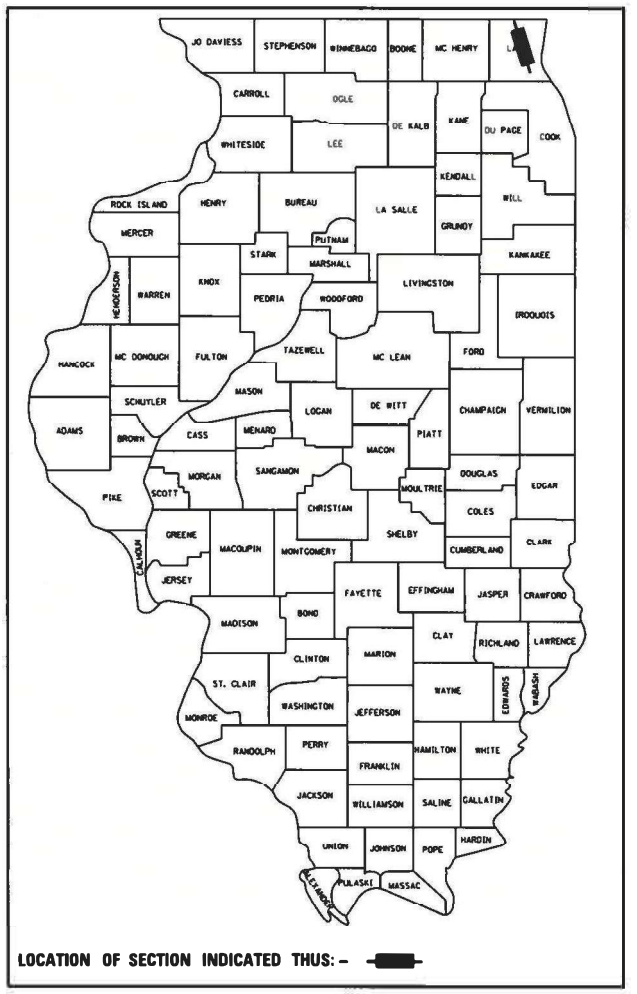 JO DAVIESS
STEPHENSON
WINNEBAGO
BOONE
MC HENRY
LA
CARROLL
OGLE
DE KALB
KANE
DU PAGE
COOK
WHITESIDE
LEE
KENDALL
WILL
ROCK ISLAND
HENRY
BUREAU
LA SALLE
GRUNDY
MERCER
PUTNAM
STARK
MARSHALL
KANKAKEE
HENDERSON
WARREN
KNOX
PEORIA
WOODFORD
LIVINGSTON
IROQUOIS
HANCOCK
MC DONOUGH
FULTON
TAZEWELL
MC LEAN
FORD
MASON
SCHUYLER
LOGAN
DE WITT
CHAMPAIGN
VERMILION
ADAMS
BROWN
CASS
MENARD
PIATT
MACON
SANGAMON
MORGAN
SCOTT
PIKE
CHRISTIAN
MOULTRIE
DOUGLAS
EDGAR
COLES
GREENE
MACOUPIN
MONTGOMERY
SHELBY
CUMBERLAND
CLARK
CALHOUN
JERSEY
FAYETTE
EFFINGHAM
JASPER
CRAWFORD
MADISON
BOND
CLAY
RICHLAND
LAWRENCE
CLINTON
MARION
ST. CLAIR
WAYNE
EDWARDS
WABASH
MONROE
WASHINGTON
JEFFERSON
RANDOLPH
PERRY
HAMILTON
WHITE
FRANKLIN
JACKSON
WILLIAMSON
SALINE
GALLATIN
UNION
JOHNSON
POPE
HARDIN
ALEXANDER
PULASKI
MASSAC
LOCATION OF SECTION INDICATED THUS: -